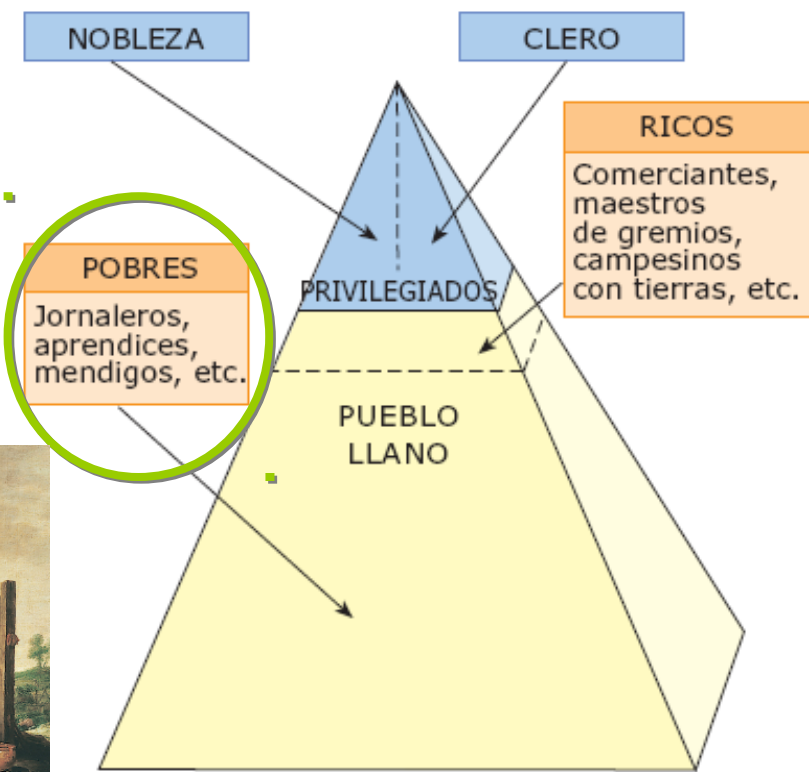 NOBLEZA
CLERO
RICOS
Comerciantes,
maestros
de gremios,
campesinos
con tierras, etc.
POBRES
Jornaleros,
aprendices,
mendigos, etc.
PRIVILEGIADOS
PUEBLO
LLANO